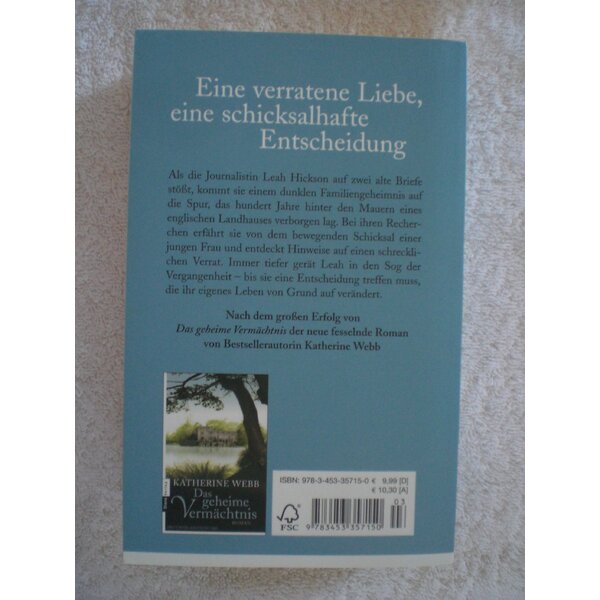 Eine verratene Liebe,
eine schicksalhafte
Entscheidung
Als die Journalistin Leah Hickson auf zwei alte Briefe
stößt, kommt sie einem dunklen Familiengeheimnis auf
die Spur, das hundert Jahre hinter den Mauern eines
englischen Landhauses verborgen lag. Bei ihren Recher-
chen erfährt sie von dem bewegenden Schicksal einer
jungen Frau und entdeckt Hinweise auf einen schreckli-
chen Verrat. Immer tiefer gerät Leah in den Sog der
Vergangenheit – bis sie eine Entscheidung treffen muss,
die ihr eigenes Leben von Grund auf verändert.
Nach dem großen Erfolg von
Das geheime Vermächtnis der neue fesselnde Roman
von Bestsellerautorin Katherine Webb
KATHERINE WEBB
Das
geheime
Vermächtnis
ROMAN
ISBN: 978-3-453-35715-0 € 9,99 [D]
€ 10,30 [A]
03
FSC
9 783453 357150